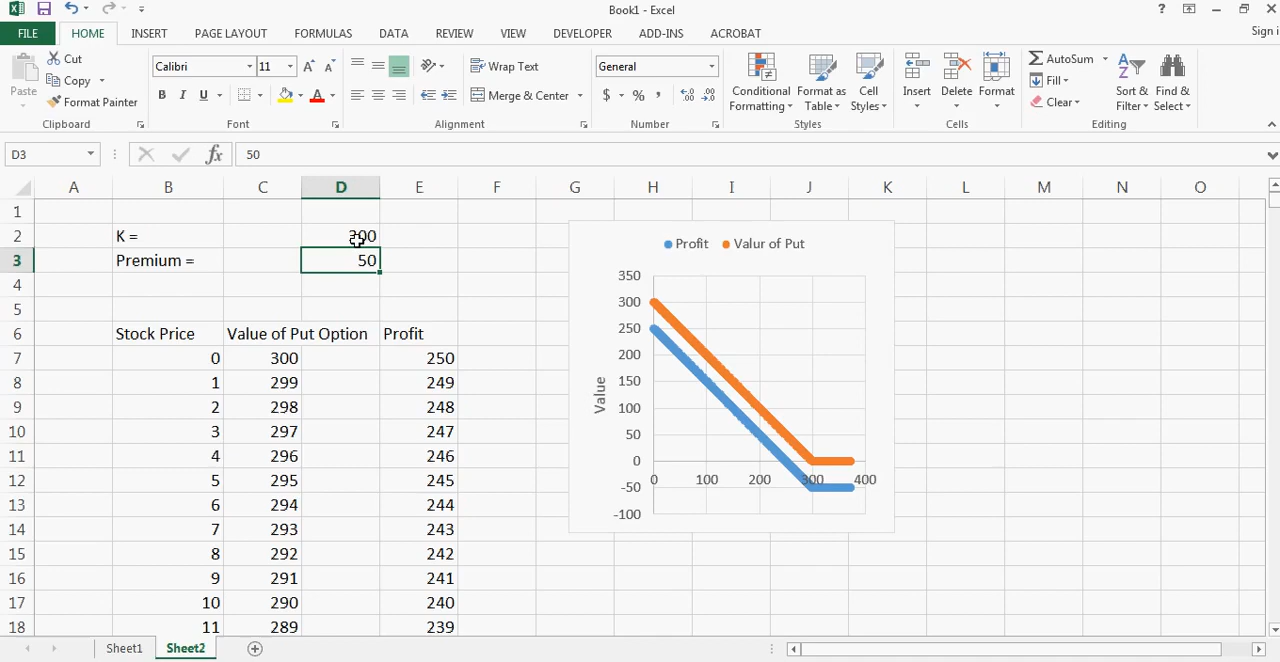 Book1 - Excel
Sign i
FILE HOME INSERT PAGE LAYOUT FORMULAS DATA REVIEW VIEW DEVELOPER ADD-INS ACROBAT
Paste
Cut
Copy
Format Painter
Calibri 11
B I U
Wrap Text
Merge & Center
General
$ % ,
Conditional Formatting
Format as Table
Cell Styles
Insert
Delete
Format
AutoSum
Fill
Clear
Sort & Filter
Find & Select
Clipboard Font Alignment Number Styles Cells Editing
D3 fx 50
A B C D E F G H I J K L M N O
1
2 K =
3 Premium = 50
4
5
6 Stock Price Value of Put Option Profit
7 0 300 250
8 1 299 249
9 2 298 248
10 3 297 247
11 4 296 246
12 5 295 245
13 6 294 244
14 7 293 243
15 8 292 242
16 9 291 241
17 10 290 240
18 11 289 239
Profit Valur of Put
350
300
250
200
150
100
50
0
-50
-100
Value
0 100 200 300 400
Sheet1 Sheet2